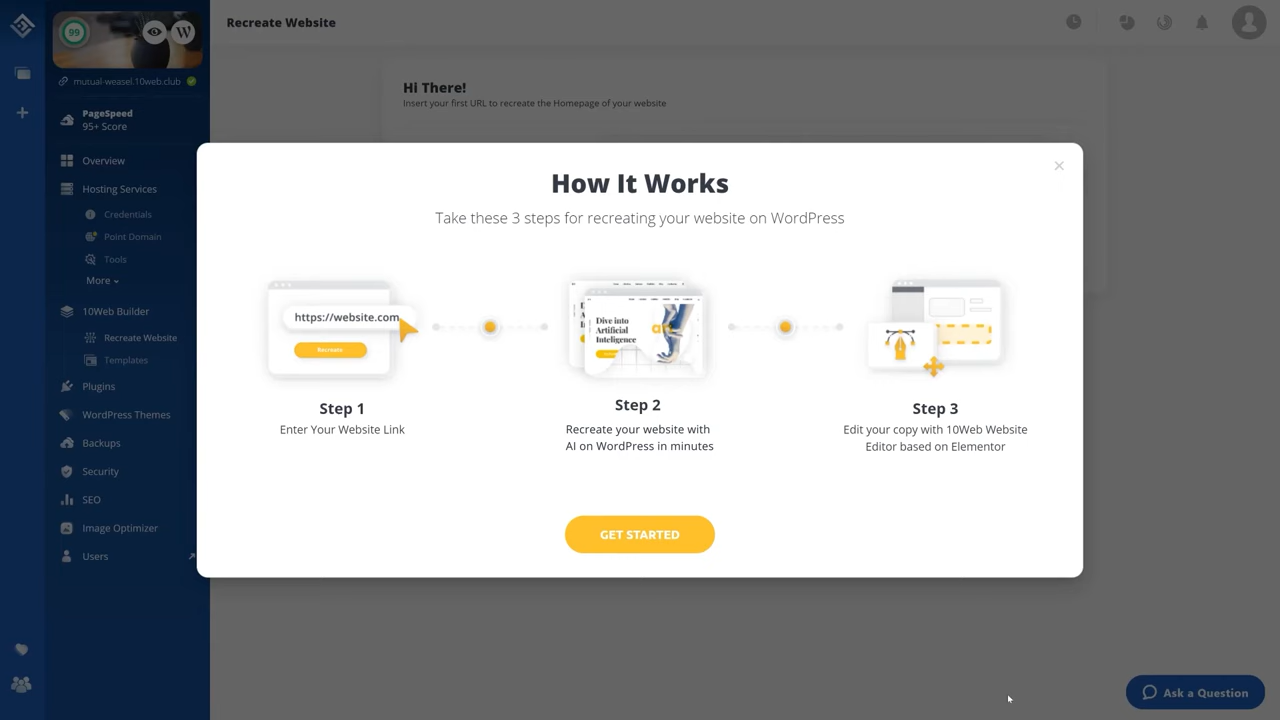 99
W
Recreate Website
mutual-weasel.10web.club
Hi There!
Insert your first URL to recreate the Homepage of your website
PageSpeed
95+ Score
Overview
Hosting Services
Credentials
Point Domain
Tools
More
10Web Builder
Recreate Website
Templates
Plugins
WordPress Themes
Backups
Security
SEO
Image Optimizer
Users
How It Works
Take these 3 steps for recreating your website on WordPress
https://website.com
Recreate
Dive into
Artificial
Inteligence
Step 1
Enter Your Website Link
Step 2
Recreate your website with
AI on WordPress in minutes
Step 3
Edit your copy with 10Web Website
Editor based on Elementor
GET STARTED
Ask a Question